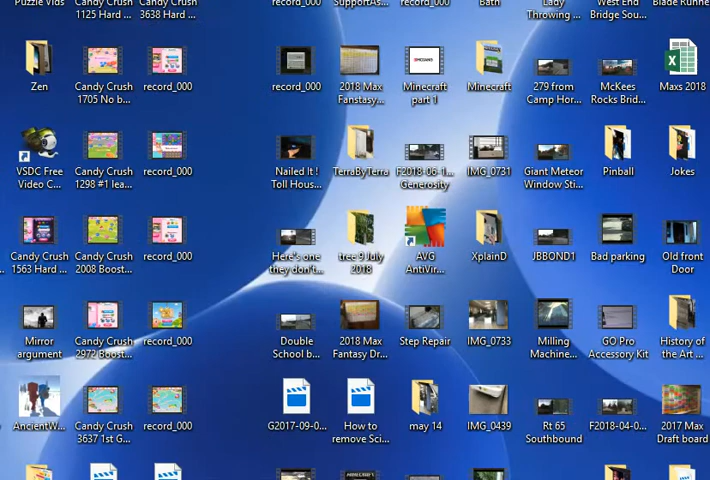 Puzzle Vids
Candy Crush
1125 Hard ...
Candy Crush
3638 Hard ...
record_000
SupportAs...
record_000
Bath
Lady
Throwing ...
West End
Bridge Sou...
Blade Runne
Zen
Candy Crush
1705 No b...
record_000
record_000
2018 Max
Fanstasy...
Minecraft
part 1
Minecraft
279 from
Camp Hor...
McKees
Rocks Brid...
Maxs 2018
VSDC Free
Video C...
Candy Crush
1298 #1 lea...
record_000
Nailed It !
Toll Hous...
TerraByTerra
F2018-06-1...
Generosity
IMG_0731
Giant Meteor
Window Sti...
Pinball
Jokes
Candy Crush
1563 Hard ...
Candy Crush
2008 Boost...
record_000
Here's one
they don't...
tree 9 July
2018
AVG
AntiVir...
XplainD
JBBOND1
Bad parking
Old front
Door
Mirror
argument
Candy Crush
2972 Boost...
record_000
Double
School b...
2018 Max
Fantasy Dr...
Step Repair
IMG_0733
Milling
Machine...
GO Pro
Accessory Kit
History of
the Art ...
AncientW...
Candy Crush
3637 1st G...
record_000
G2017-09-0...
How to
remove Sci...
may 14
IMG_0439
Rt 65
Southbound
F2018-04-0...
2017 Max
Draft board